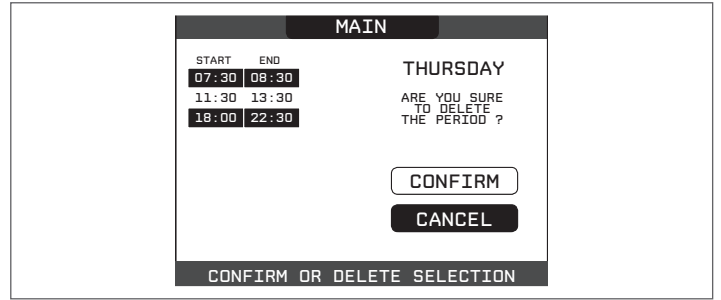 MAIN
START END
07:30 08:30
11:30 13:30
18:00 22:30
THURSDAY
ARE YOU SURE
TO DELETE
THE PERIOD ?
CONFIRM
CANCEL
CONFIRM OR DELETE SELECTION